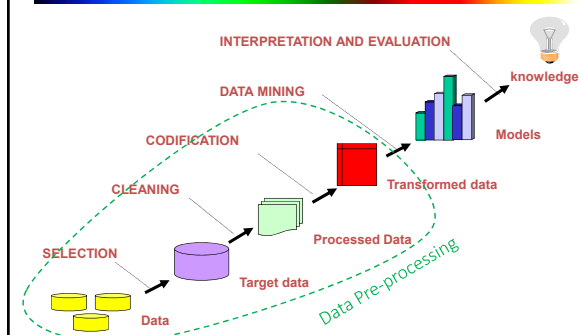 INTERPRETATION AND EVALUATION
knowledge
DATA MINING
Models
CODIFICATION
Transformed data
CLEANING
Processed Data
SELECTION
Target data
Data Pre-processing
Data